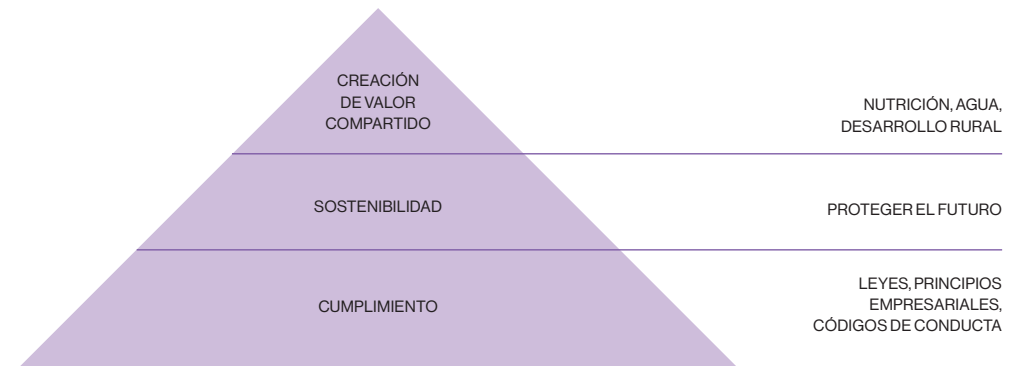 CREACIÓN
DE VALOR
COMPARTIDO
NUTRICIÓN, AGUA,
DESARROLLO RURAL
SOSTENIBILIDAD
PROTEGER EL FUTURO
CUMPLIMIENTO
LEYES, PRINCIPIOS
EMPRESARIALES,
CÓDIGOS DE CONDUCTA